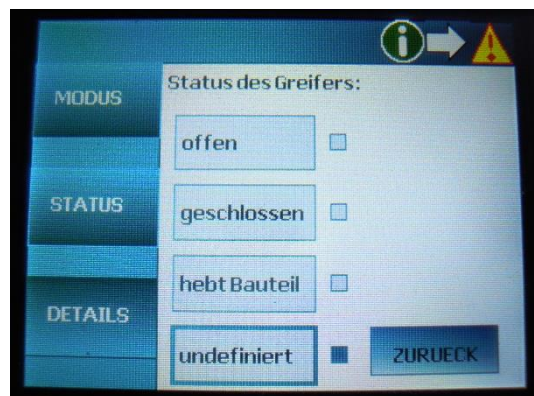 Status des Greifers:
MODUS
offen
STATUS
geschlossen
hebt Bauteil
DETAILS
undefiniert
ZURUECK